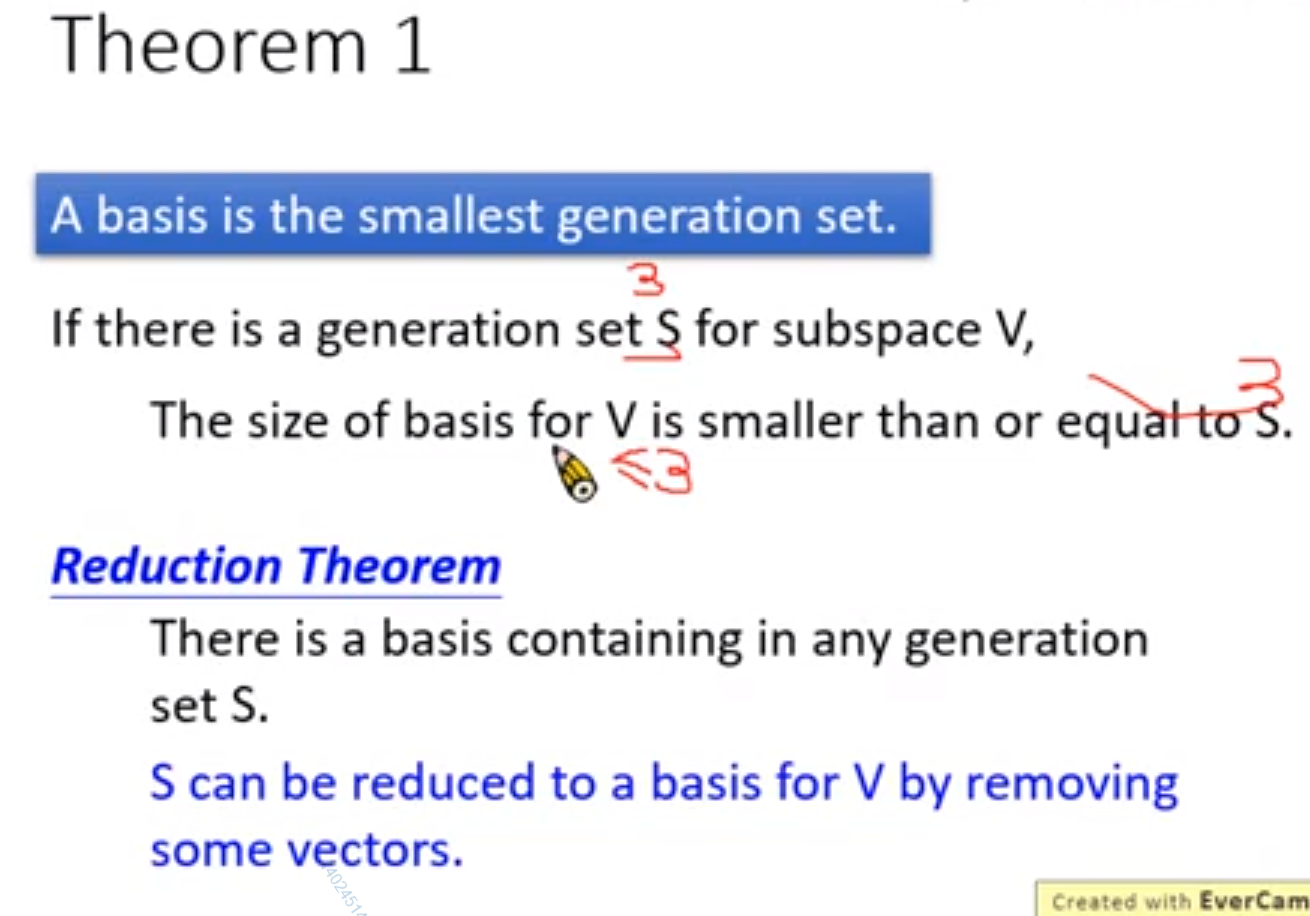 Theorem 1
A basis is the smallest generation set.
3
If there is a generation set S for subspace V,
3
The size of basis for V is smaller than or equal to S.
≤3
Reduction Theorem
There is a basis containing in any generation
set S.
S can be reduced to a basis for V by removing
some vectors.
Created with EverCam